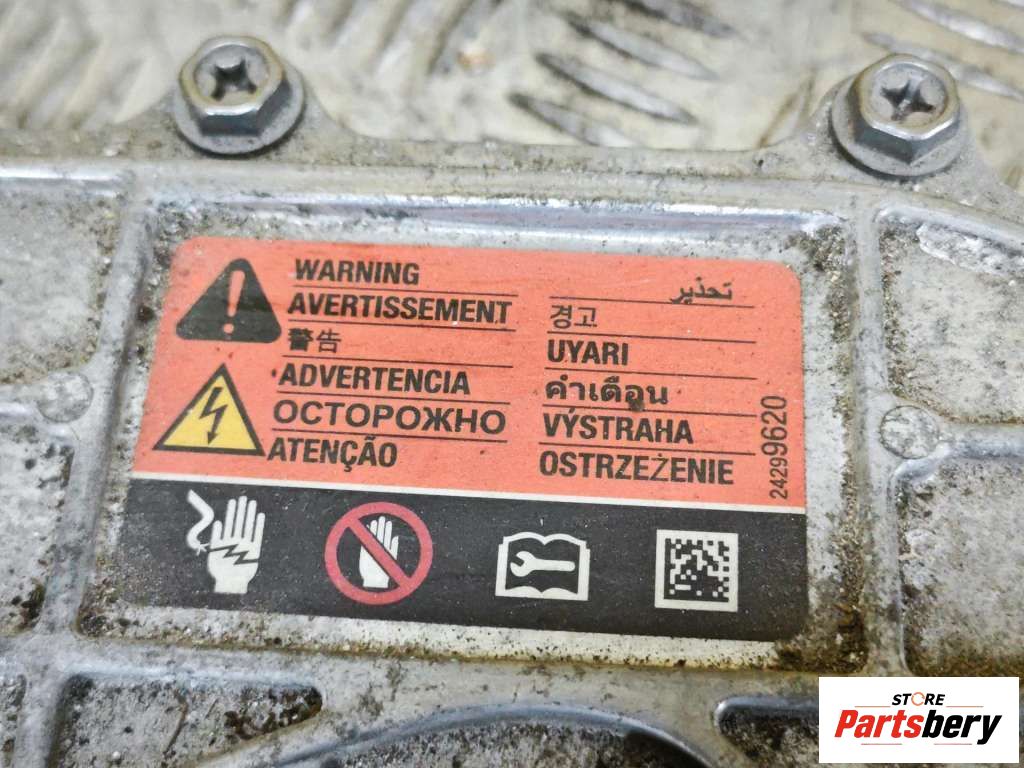 WARNING
AVERTISSEMENT
警告
ADVERTENCIA
ОСТОРОЖНО
ATENÇÃO
تحذير
경고
UYARI
คำเตือน
VÝSTRAHA
OSTRZEŻENIE
24299620
STORE
Partsbery